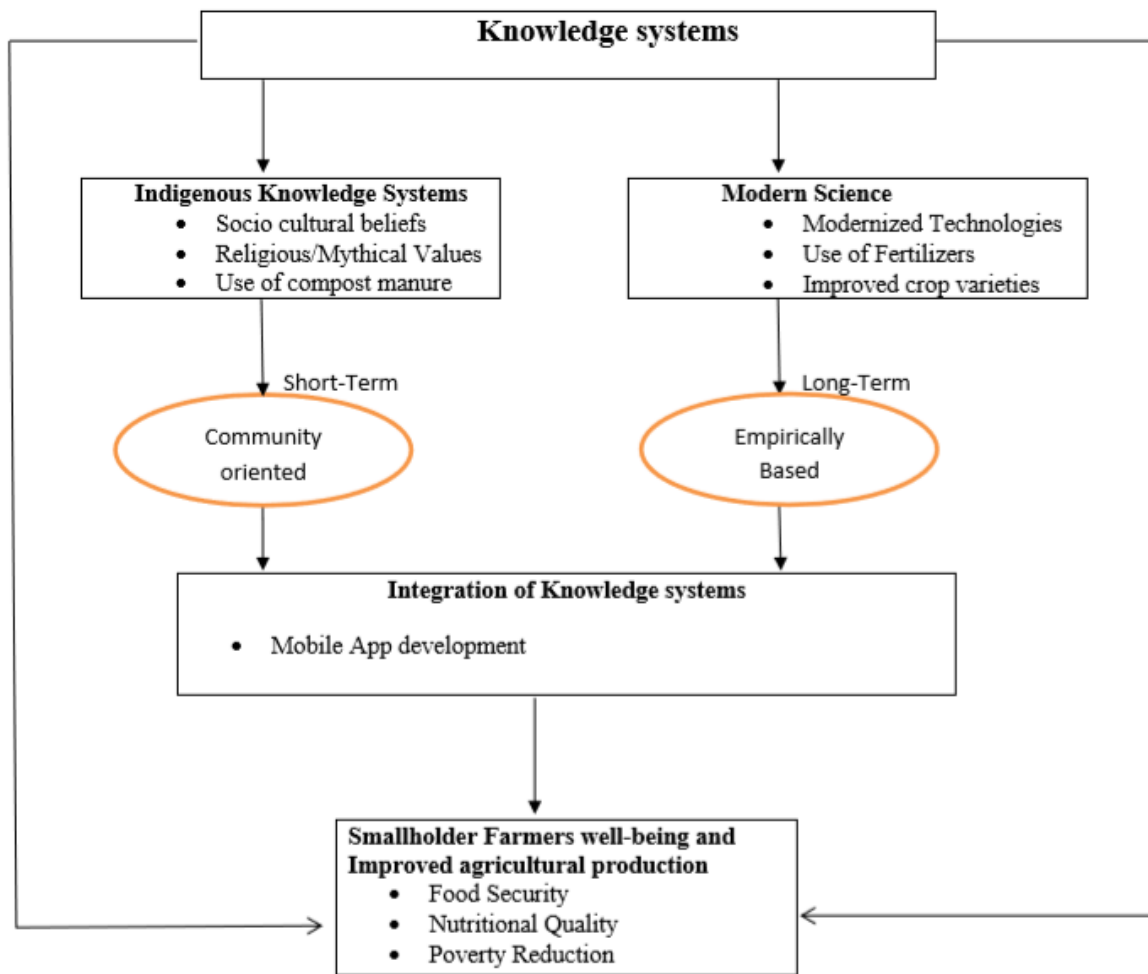 Knowledge systems
Indigenous Knowledge Systems
• Socio cultural beliefs
• Religious/Mythical Values
• Use of compost manure
Modern Science
• Modernized Technologies
• Use of Fertilizers
• Improved crop varieties
Short-Term
Long-Term
Community
oriented
Empirically
Based
Integration of Knowledge systems
• Mobile App development
Smallholder Farmers well-being and
Improved agricultural production
• Food Security
• Nutritional Quality
• Poverty Reduction